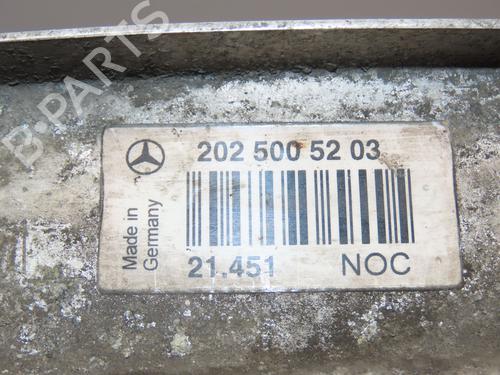 B-PARTS
202 500 52 03
Made in
Germany
21.451 NOC